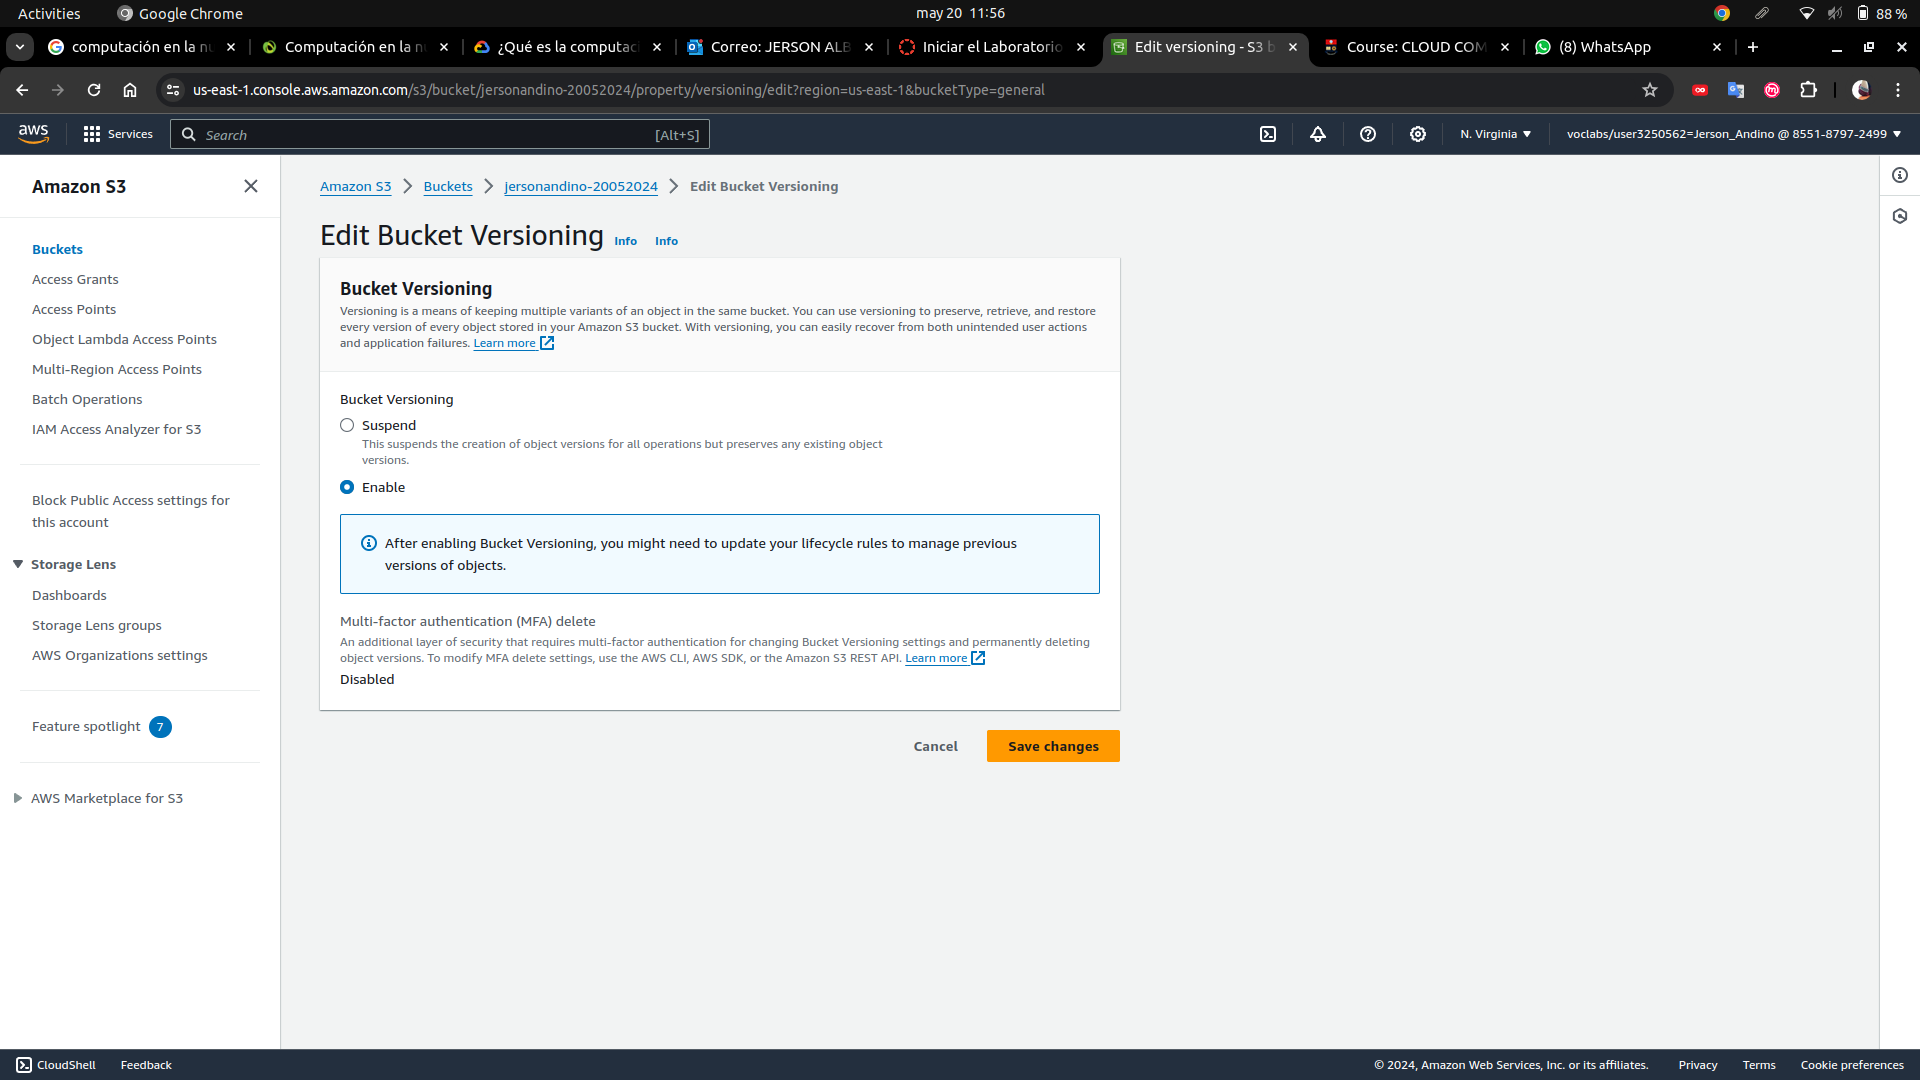 Activities
Google Chrome
may 20 11:56
88 %
computación en la nu
Computación en la n
¿Qué es la computac
Correo: JERSON ALB
Iniciar el Laboratorio
Edit versioning - S3 b
Course: CLOUD COM
(8) WhatsApp
us-east-1.console.aws.amazon.com/s3/bucket/jersonandino-20052024/property/versioning/edit?region=us-east-1&bucketType=general
aws
Services
Search
[Alt+S]
N. Virginia
voclabs/user3250562=Jerson_Andino @ 8551-8797-2499
Amazon S3
Buckets
Access Grants
Access Points
Object Lambda Access Points
Multi-Region Access Points
Batch Operations
IAM Access Analyzer for S3
Block Public Access settings for
this account
Storage Lens
Dashboards
Storage Lens groups
AWS Organizations settings
Feature spotlight 7
AWS Marketplace for S3
Amazon S3 > Buckets > jersonandino-20052024 > Edit Bucket Versioning
Edit Bucket Versioning Info Info
Bucket Versioning
Versioning is a means of keeping multiple variants of an object in the same bucket. You can use versioning to preserve, retrieve, and restore
every version of every object stored in your Amazon S3 bucket. With versioning, you can easily recover from both unintended user actions
and application failures. Learn more
Bucket Versioning
Suspend
This suspends the creation of object versions for all operations but preserves any existing object
versions.
Enable
After enabling Bucket Versioning, you might need to update your lifecycle rules to manage previous
versions of objects.
Multi-factor authentication (MFA) delete
An additional layer of security that requires multi-factor authentication for changing Bucket Versioning settings and permanently deleting
object versions. To modify MFA delete settings, use the AWS CLI, AWS SDK, or the Amazon S3 REST API. Learn more
Disabled
Cancel
Save changes
CloudShell
Feedback
© 2024, Amazon Web Services, Inc. or its affiliates.
Privacy
Terms
Cookie preferences